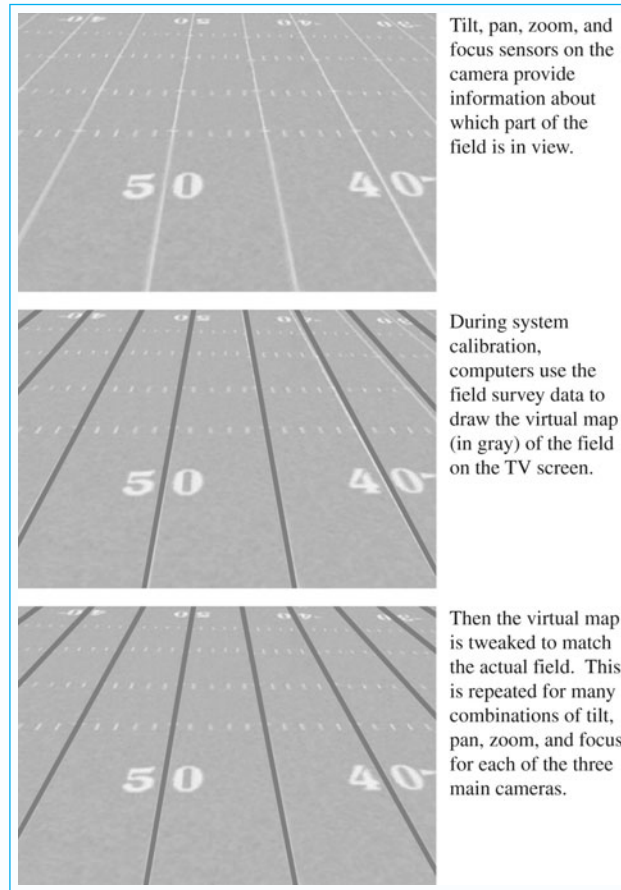 50
40-
Tilt, pan, zoom, and
focus sensors on the
camera provide
information about
which part of the
field is in view.
50
40-
During system
calibration,
computers use the
field survey data to
draw the virtual map
(in gray) of the field
on the TV screen.
50
40-
Then the virtual map
is tweaked to match
the actual field. This
is repeated for many
combinations of tilt,
pan, zoom, and focus
for each of the three
main cameras.